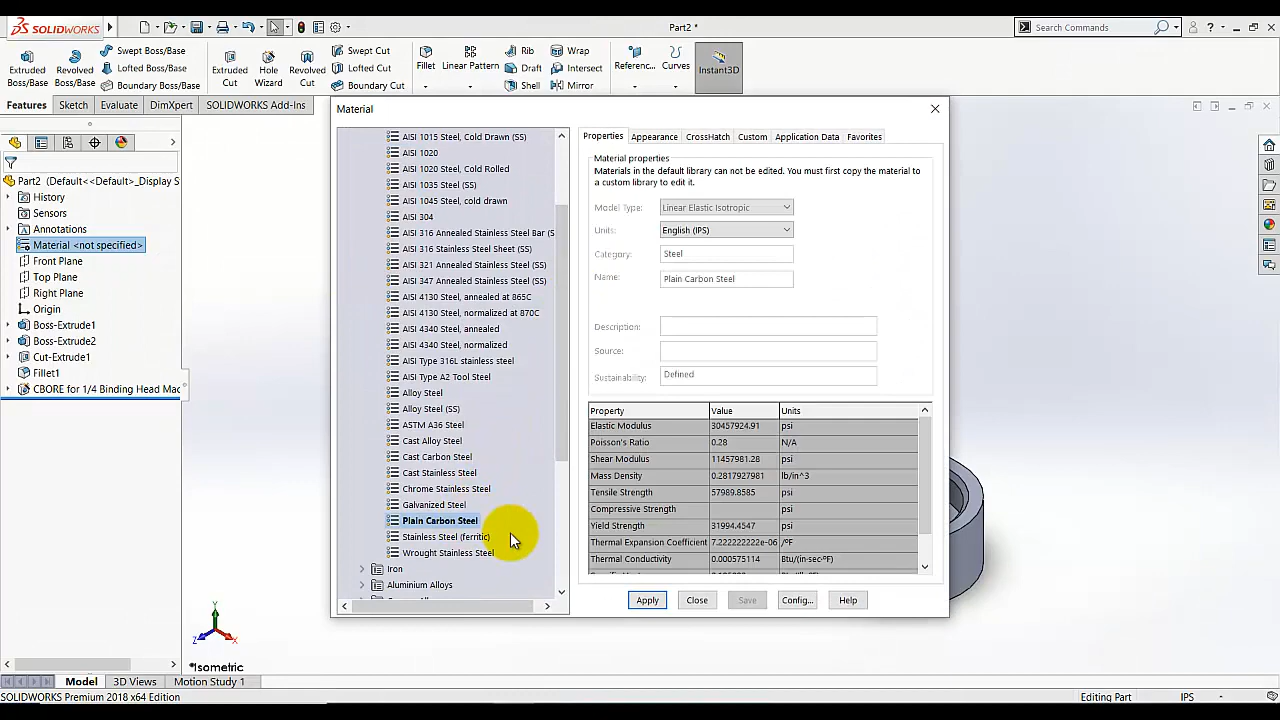 SOLIDWORKS
Part2 *
Search Commands
Extruded Boss/Base
Revolved Boss/Base
Swept Boss/Base
Lofted Boss/Base
Boundary Boss/Base
Extruded Cut
Hole Wizard
Revolved Cut
Swept Cut
Lofted Cut
Boundary Cut
Fillet
Linear Pattern
Rib
Draft
Shell
Wrap
Intersect
Mirror
Referenc...
Curves
Instant3D
Features
Sketch
Evaluate
DimXpert
SOLIDWORKS Add-Ins
Part2 (Default<<Default>_Display S
History
Sensors
Annotations
Material <not specified>
Front Plane
Top Plane
Right Plane
Origin
Boss-Extrude1
Boss-Extrude2
Cut-Extrude1
Fillet1
CBORE for 1/4 Binding Head Mac
Material
AISI 1015 Steel, Cold Drawn (SS)
AISI 1020
AISI 1020 Steel, Cold Rolled
AISI 1035 Steel (SS)
AISI 1045 Steel, cold drawn
AISI 304
AISI 316 Annealed Stainless Steel Bar (S
AISI 316 Stainless Steel Sheet (SS)
AISI 321 Annealed Stainless Steel (SS)
AISI 347 Annealed Stainless Steel (SS)
AISI 4130 Steel, annealed at 865C
AISI 4130 Steel, normalized at 870C
AISI 4340 Steel, annealed
AISI 4340 Steel, normalized
AISI Type 316L stainless steel
AISI Type A2 Tool Steel
Alloy Steel
Alloy Steel (SS)
ASTM A36 Steel
Cast Alloy Steel
Cast Carbon Steel
Cast Stainless Steel
Chrome Stainless Steel
Galvanized Steel
Plain Carbon Steel
Stainless Steel (ferritic)
Wrought Stainless Steel
Iron
Aluminium Alloys
Properties
Appearance
CrossHatch
Custom
Application Data
Favorites
Material properties
Materials in the default library can not be edited. You must first copy the material to
a custom library to edit it.
Model Type: Linear Elastic Isotropic
Units: English (IPS)
Category: Steel
Name: Plain Carbon Steel
Description:
Source:
Sustainability: Defined
Property Value Units
Elastic Modulus 30457924.91 psi
Poisson's Ratio 0.28 N/A
Shear Modulus 11457981.28 psi
Mass Density 0.2817927981 lb/in^3
Tensile Strength 57989.8585 psi
Compressive Strength psi
Yield Strength 31994.4547 psi
Thermal Expansion Coefficient 7.222222222e-06 /ºF
Thermal Conductivity 0.000575114 Btu/(in·sec·ºF)
Apply
Close
Save
Config...
Help
Y
Z
X
*Isometric
Model
3D Views
Motion Study 1
SOLIDWORKS Premium 2018 x64 Edition
Editing Part
IPS